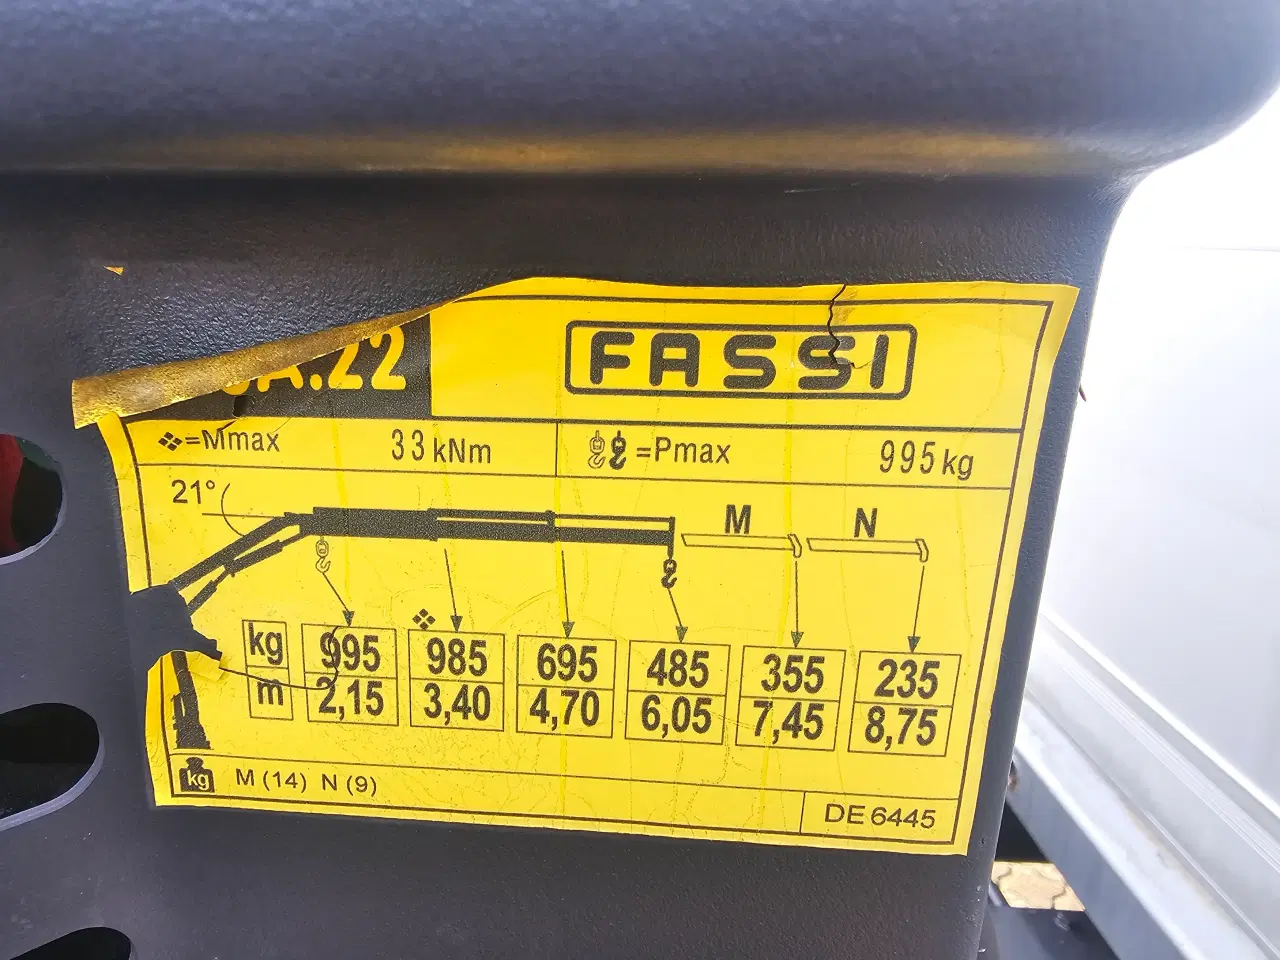 A.22
FASSI
=Mmax 33 kNm
=Pmax 995 kg
21°
M N
kg 995 985 695 485 355 235
m 2,15 3,40 4,70 6,05 7,45 8,75
kg M (14) N (9)
DE 6445